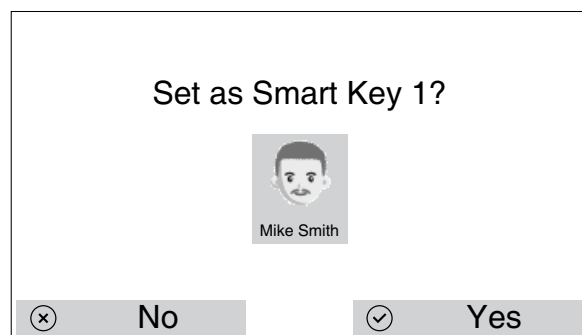 Set as Smart Key 1?
Mike Smith
No
Yes